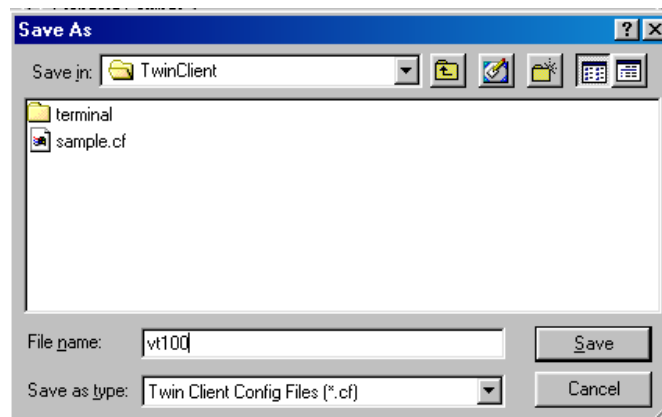 Save As
Save in: TwinClient
terminal
sample.cf
File name: vt100 Save
Save as type: Twin Client Config Files (*.cf) Cancel